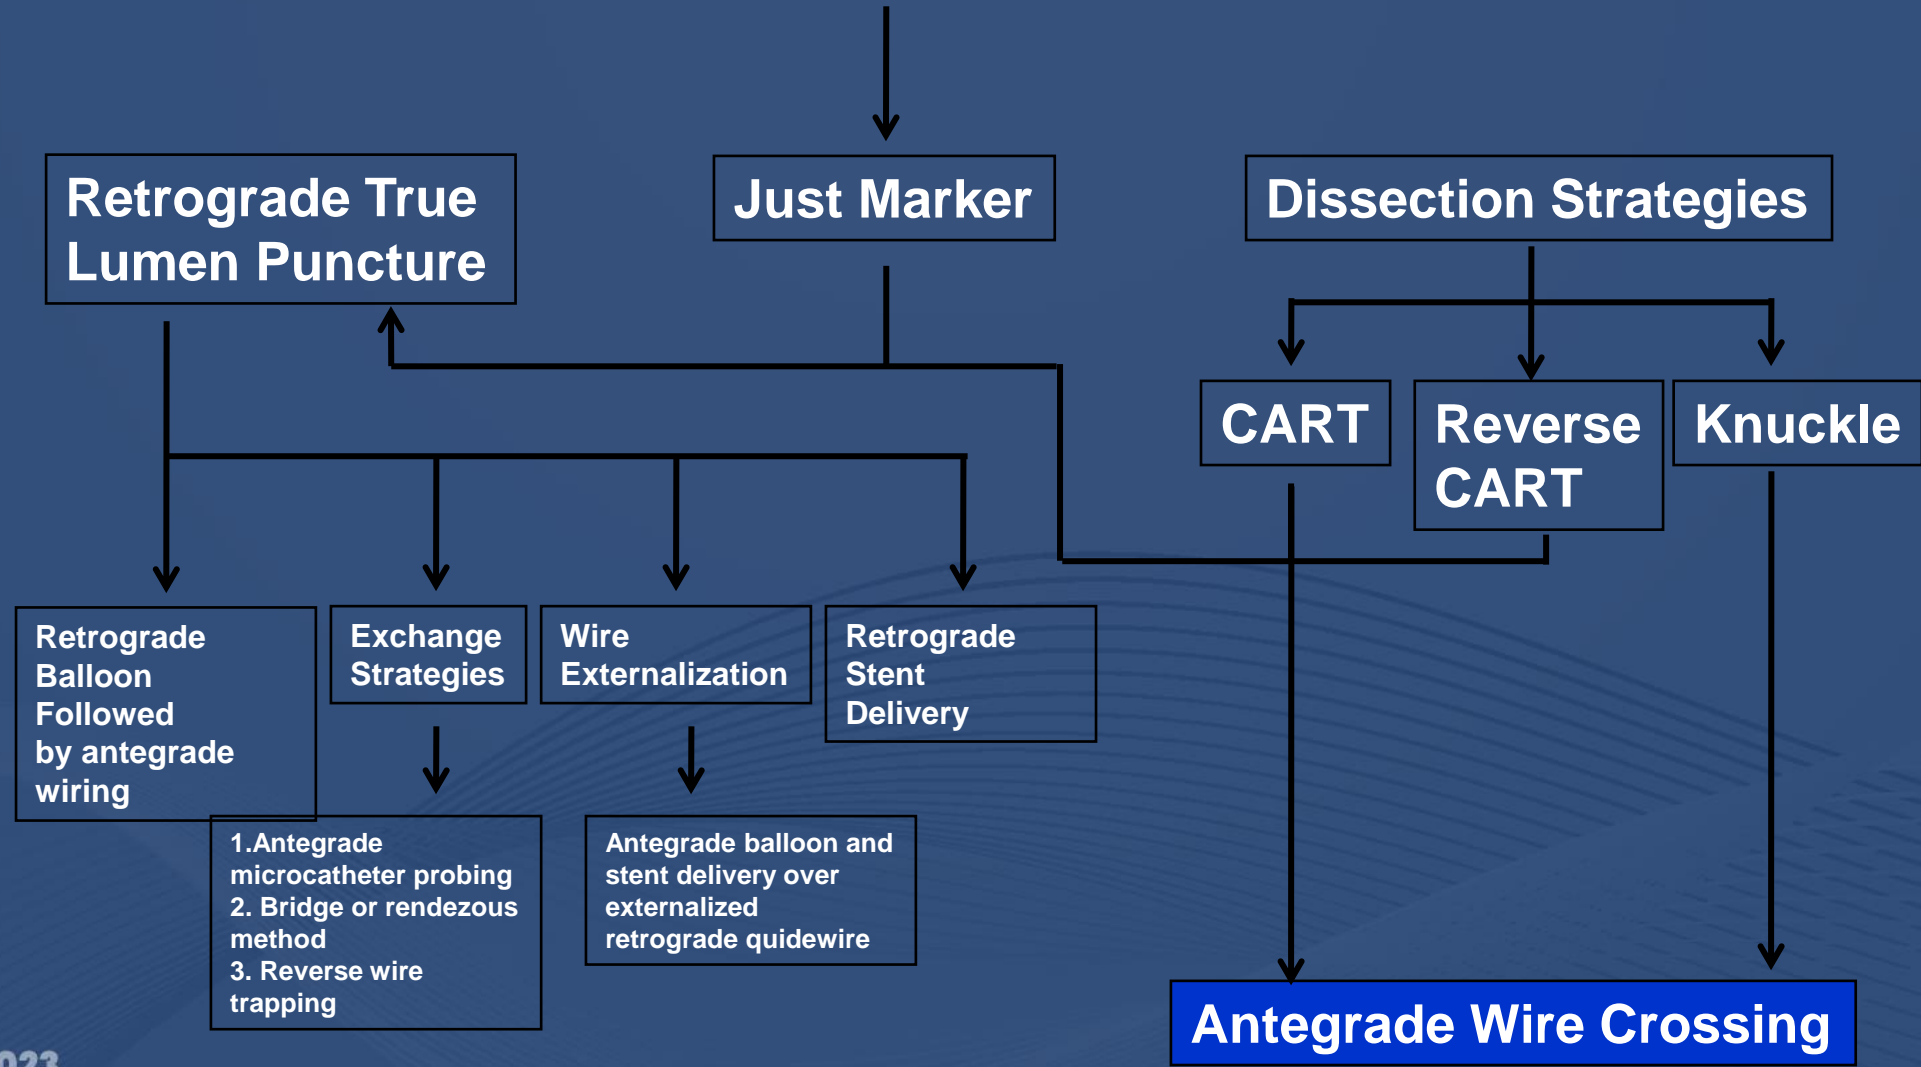 Retrograde True
Lumen Puncture
Just Marker
Dissection Strategies
CART
Reverse
CART
Knuckle
Retrograde
Balloon
Followed
by antegrade
wiring
Exchange
Strategies
Wire
Externalization
Retrograde
Stent
Delivery
1.Antegrade
microcatheter probing
2. Bridge or rendezous
method
3. Reverse wire
trapping
Antegrade balloon and
stent delivery over
externalized
retrograde quidewire
Antegrade Wire Crossing